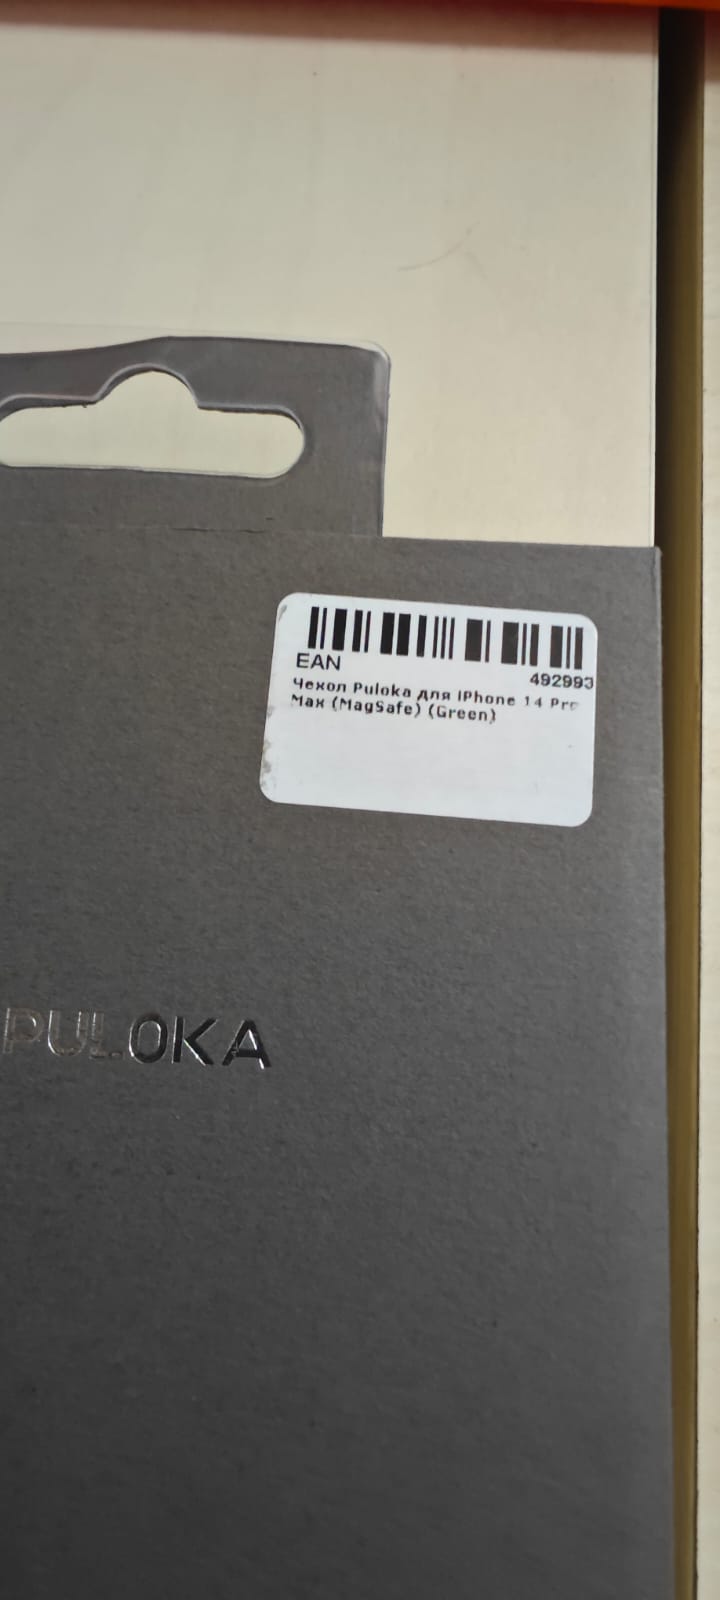 EAN
492993
Чехол Puloka для iPhone 14 Pro
Max (MagSafe) (Green)
PULOKA